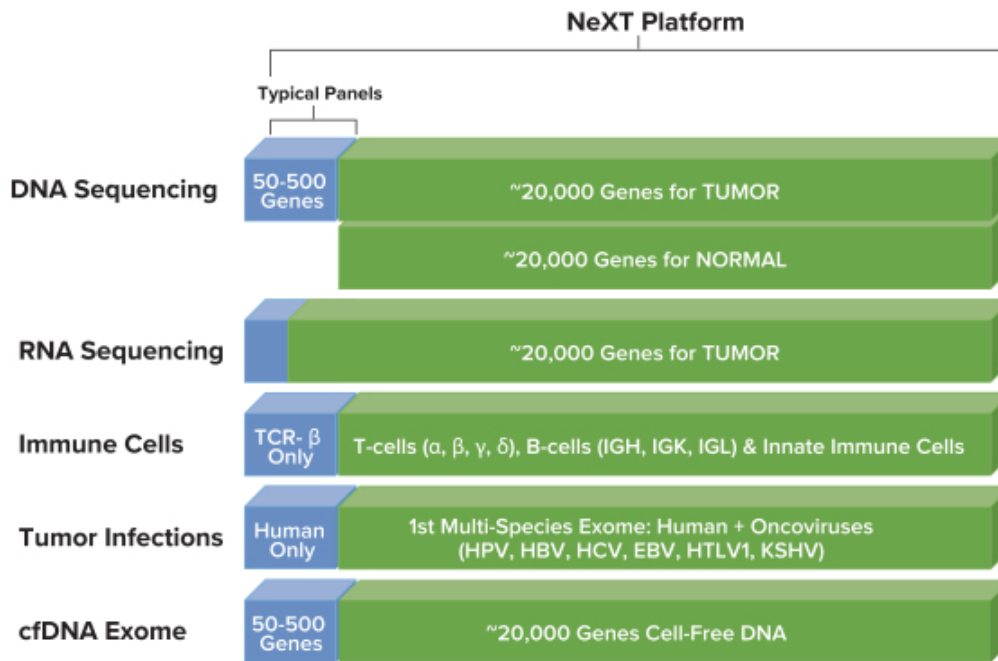 NeXT Platform
Typical Panels
DNA Sequencing
50-500
Genes
~20,000 Genes for TUMOR
~20,000 Genes for NORMAL
RNA Sequencing
~20,000 Genes for TUMOR
Immune Cells
TCR- β
Only
T-cells (α, β, γ, δ), B-cells (IGH, IGK, IGL) & Innate Immune Cells
Tumor Infections
Human
Only
1st Multi-Species Exome: Human + Oncoviruses
(HPV, HBV, HCV, EBV, HTLV1, KSHV)
cfDNA Exome
50-500
Genes
~20,000 Genes Cell-Free DNA